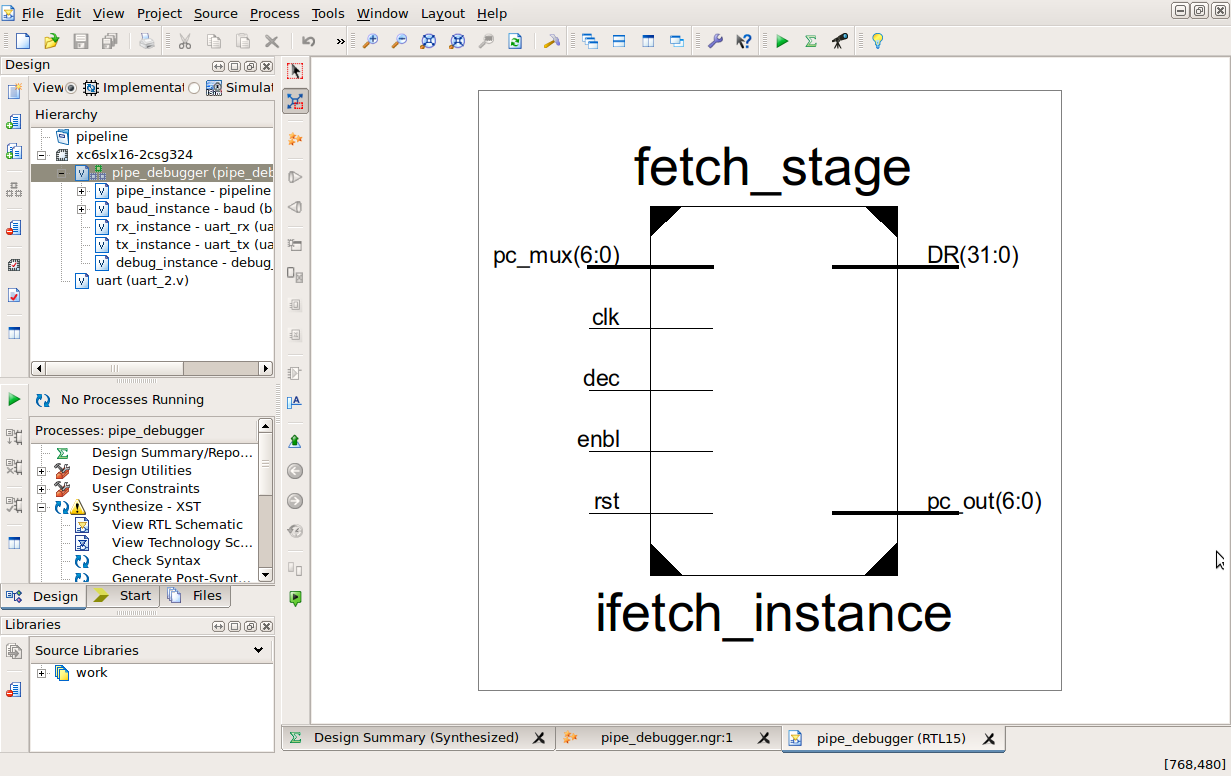 File Edit View Project Source Process Tools Window Layout Help
»
Design
View Implementat Simulat
Hierarchy
pipeline
xc6slx16-2csg324
pipe_debugger (pipe_deb
pipe_instance - pipeline
baud_instance - baud (b
rx_instance - uart_rx (ua
tx_instance - uart_tx (ua
debug_instance - debug_
uart (uart_2.v)
No Processes Running
Processes: pipe_debugger
Design Summary/Repo...
Design Utilities
User Constraints
Synthesize - XST
View RTL Schematic
View Technology Sc...
Check Syntax
Generate Post-Synt...
Design Start Files
Libraries
Source Libraries
work
fetch_stage
pc_mux(6:0) DR(31:0)
clk
dec
enbl
rst pc_out(6:0)
ifetch_instance
Design Summary (Synthesized) pipe_debugger.ngr:1 pipe_debugger (RTL15)
[768,480]